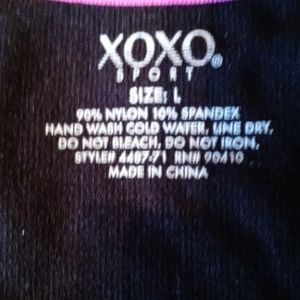 XOXO®
SPORT
SIZE: L
90% NYLON 10% SPANDEX
HAND WASH COLD WATER, LINE DRY,
DO NOT BLEACH, DO NOT IRON,
STYLE# 4487-71 RN# 90410
MADE IN CHINA